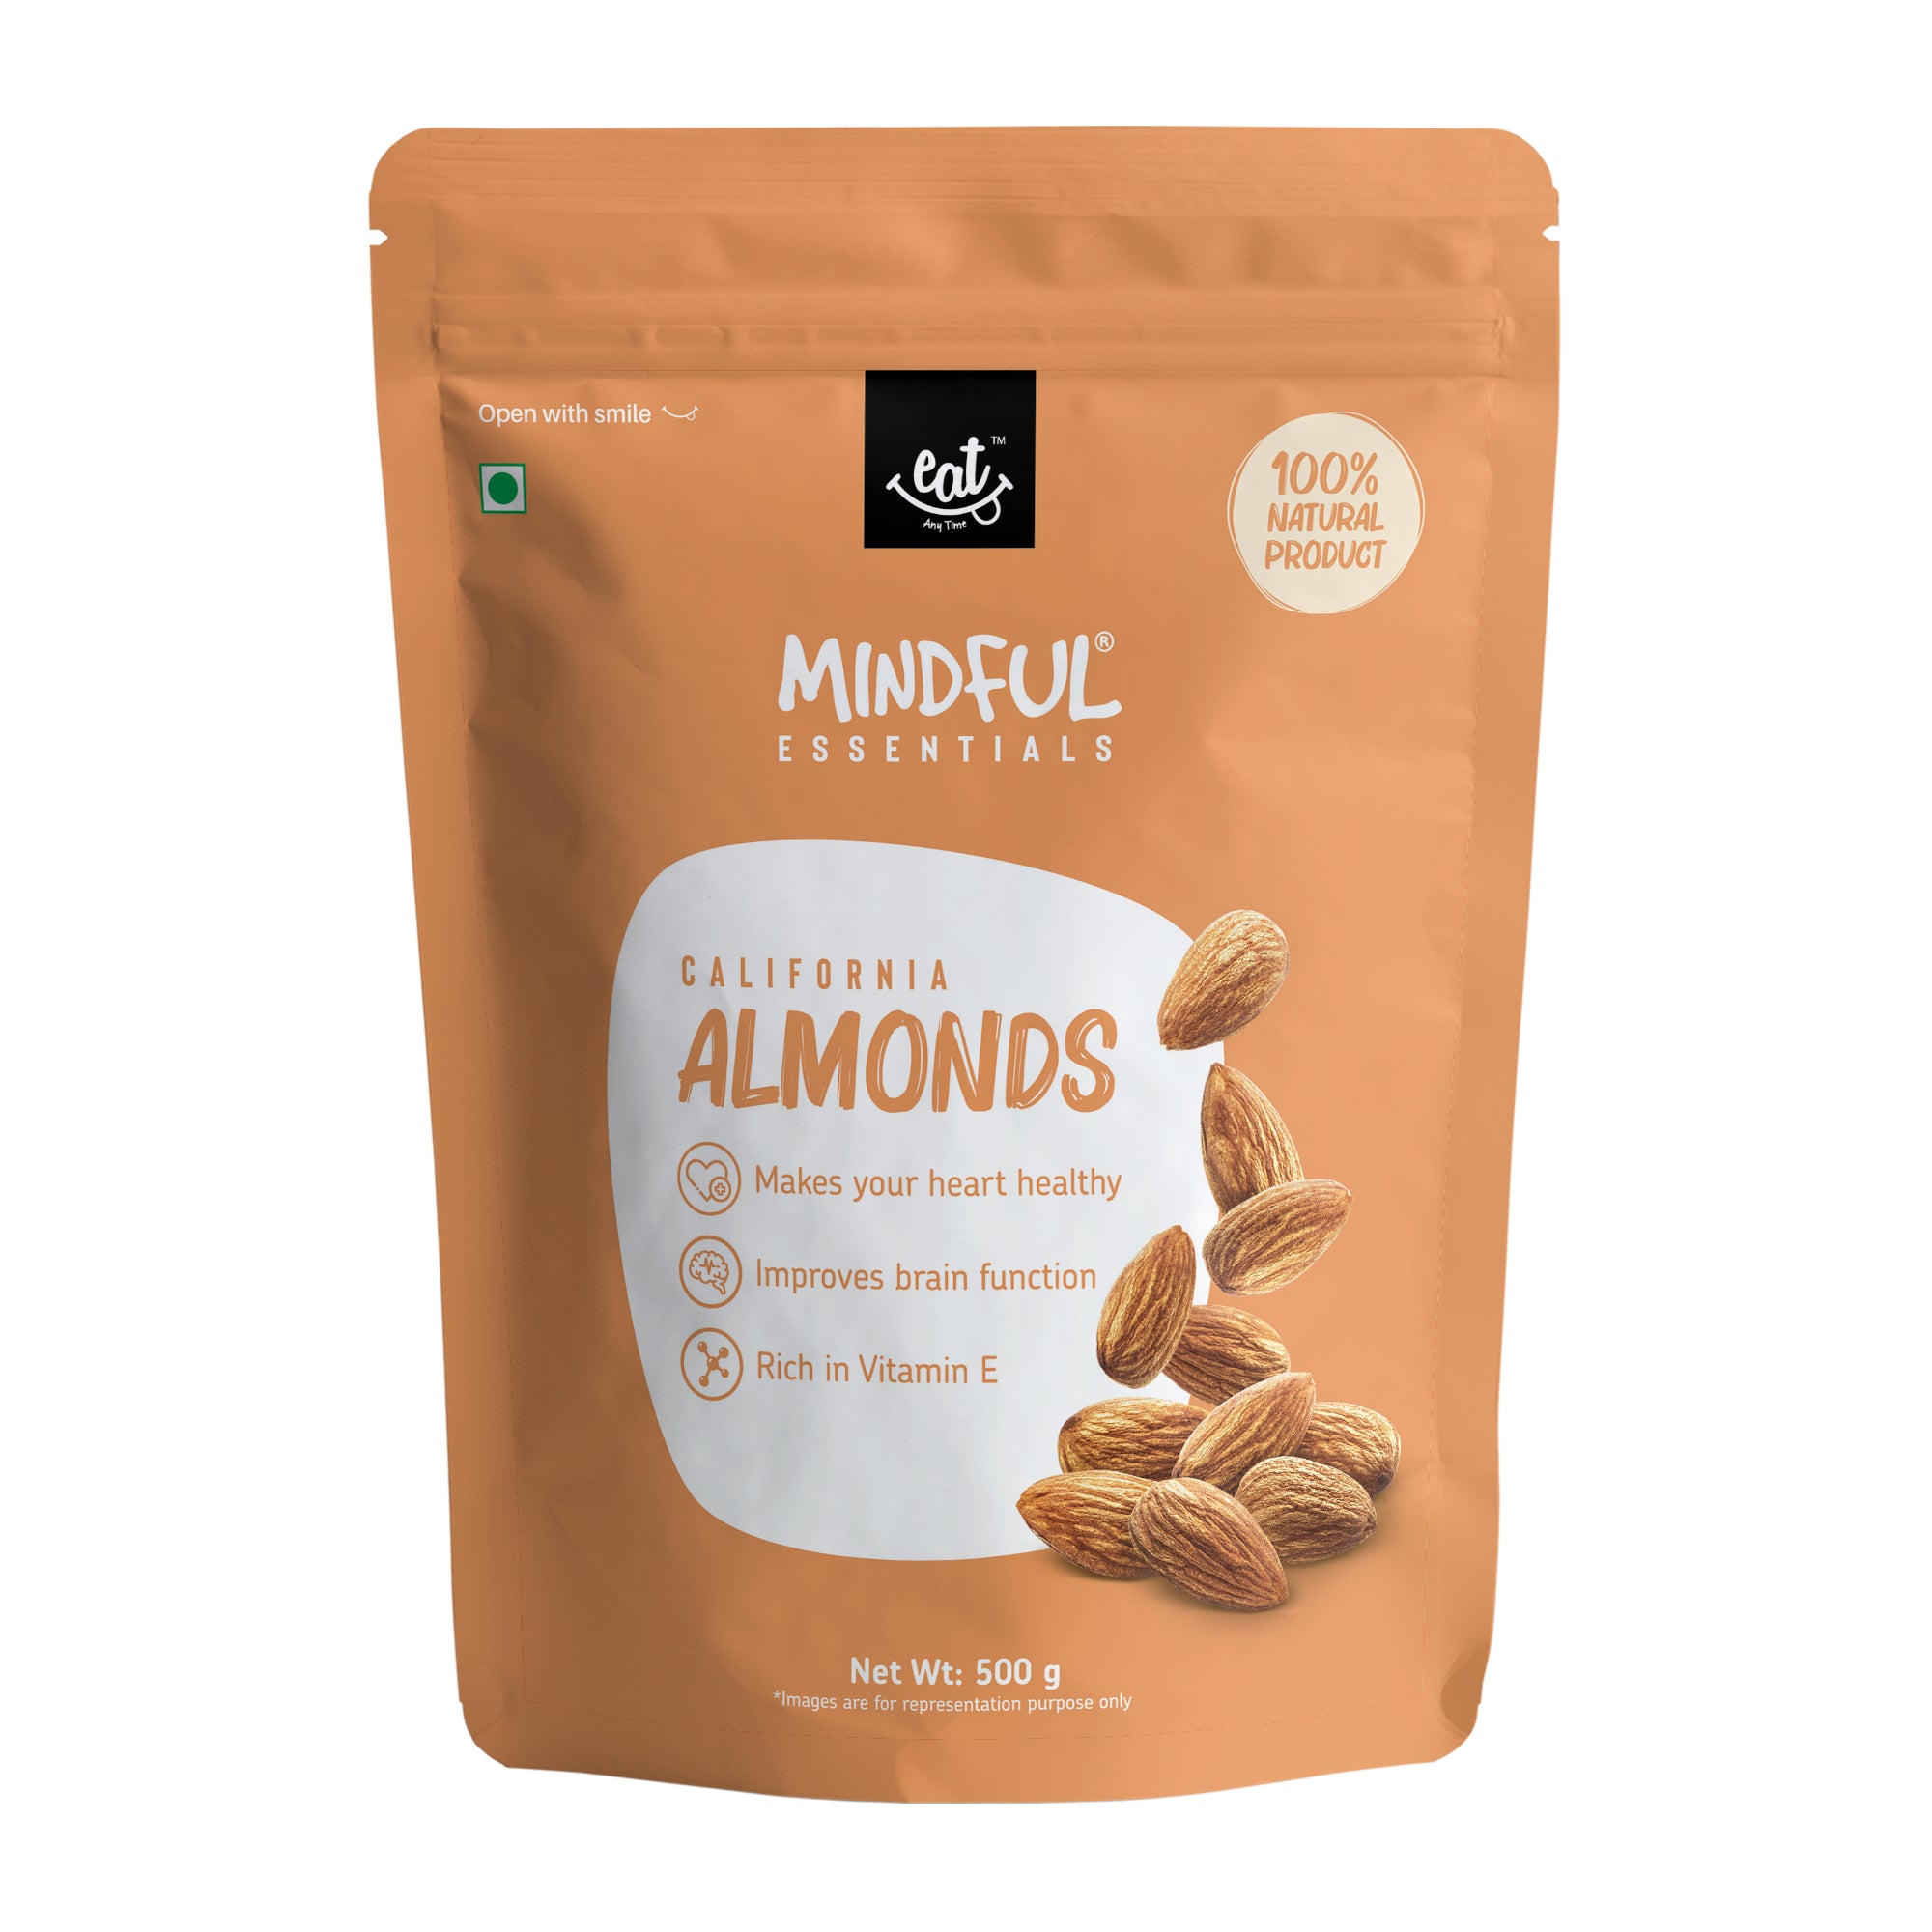 Open with smile
eat™
Any Time
100%
NATURAL
PRODUCT
MINDFUL®
ESSENTIALS
CALIFORNIA
ALMONDS
Makes your heart healthy
Improves brain function
Rich in Vitamin E
Net Wt: 500 g
*Images are for representation purpose only